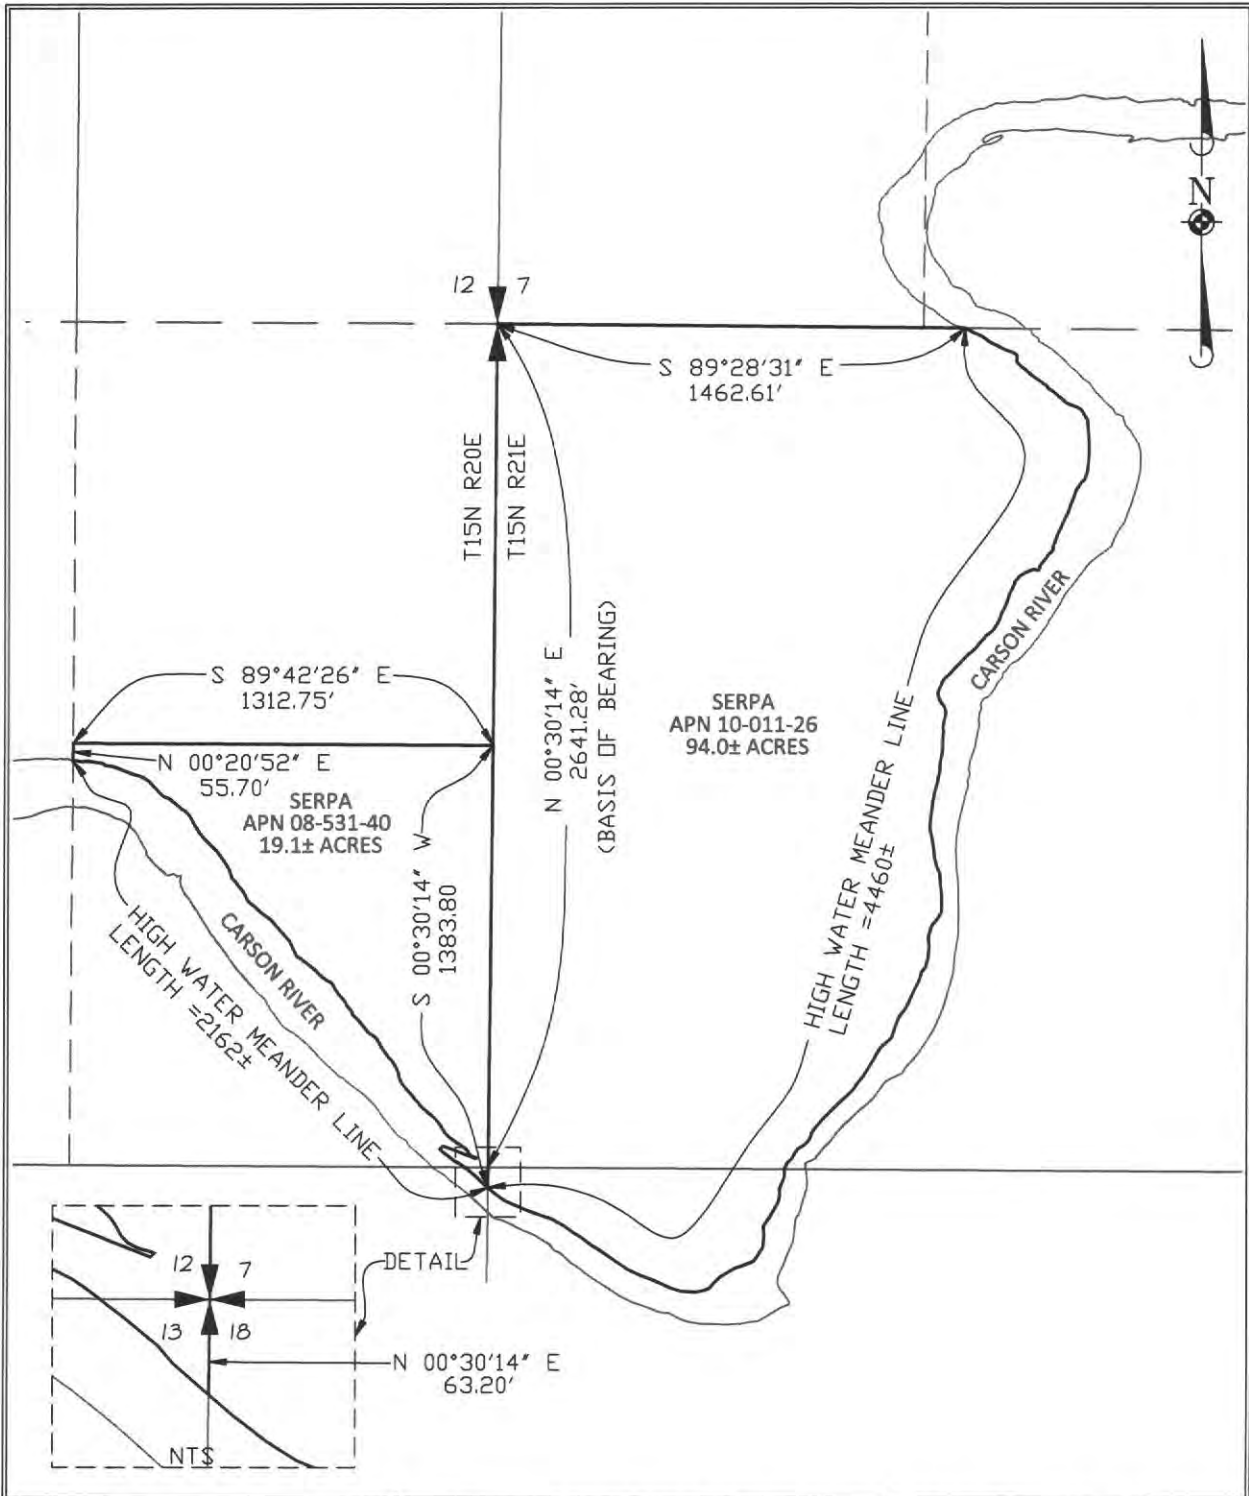 N
12 7
S 89°28'31" E
1462.61'
T15N R20E
T15N R21E
N 00°30'14" E
2641.28'
(BASIS OF BEARING)
S 89°42'26" E
1312.75'
N 00°20'52" E
55.70'
SERPA
APN 08-531-40
19.1± ACRES
S 00°30'14" W
1383.80
SERPA
APN 10-011-26
94.0± ACRES
CARSON RIVER
HIGH WATER MEANDER LINE
LENGTH =4460±
CARSON RIVER
HIGH WATER MEANDER LINE
LENGTH =2162±
DETAIL
12 7
13 18
N 00°30'14" E
63.20'
NTS